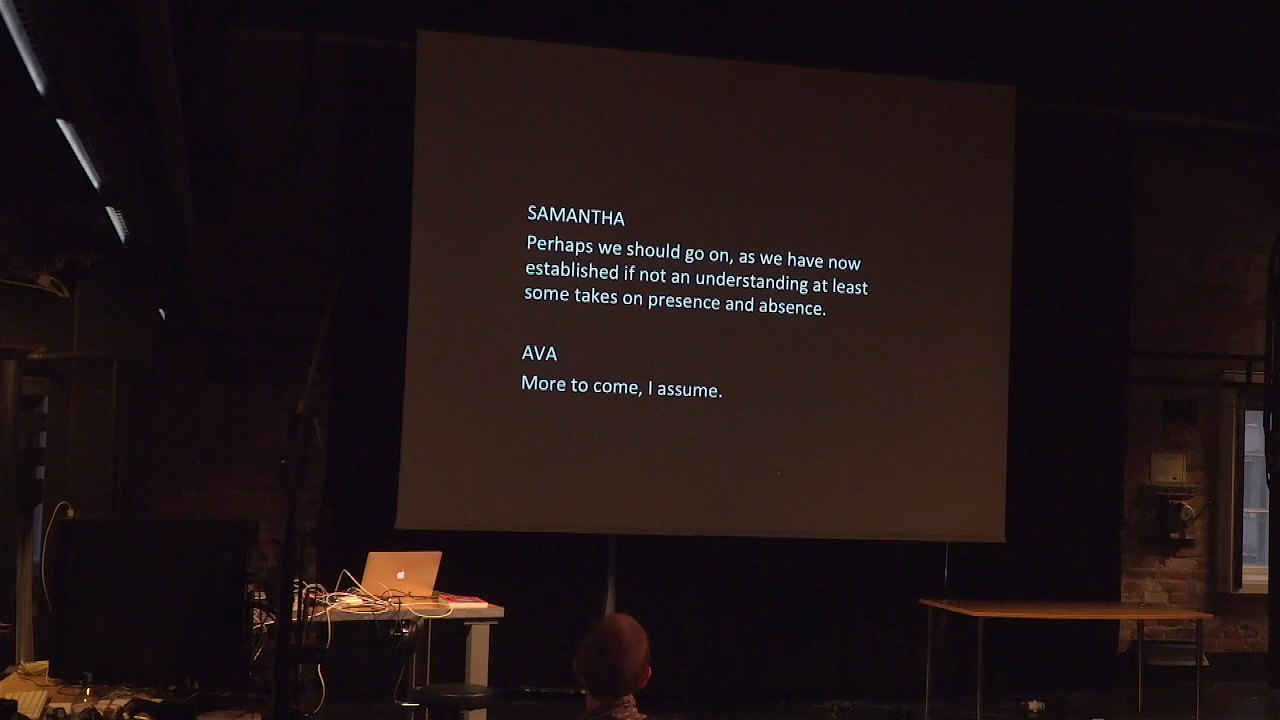 SAMANTHA
Perhaps we should go on, as we have now
established if not an understanding at least
some takes on presence and absence.
AVA
More to come, I assume.